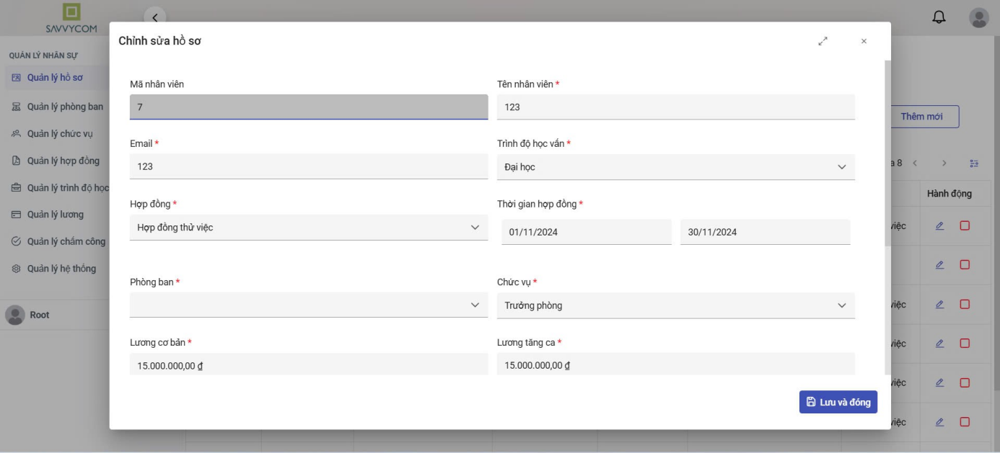 SAVVYCOM
Chỉnh sửa hồ sơ
QUẢN LÝ NHÂN SỰ
Quản lý hồ sơ
Quản lý phòng ban
Quản lý chức vụ
Quản lý hợp đồng
Quản lý trình độ học
Quản lý lương
Quản lý chấm công
Quản lý hệ thống
Root
Mã nhân viên
Tên nhân viên *
7
123
Email *
Trình độ học vấn *
123
Đại học
Hợp đồng *
Thời gian hợp đồng *
Hợp đồng thử việc
01/11/2024
30/11/2024
Phòng ban *
Chức vụ *
Trưởng phòng
Lương cơ bản *
Lương tăng ca *
15.000.000,00 ₫
15.000.000,00 ₫
Lưu và đóng
Thêm mới
a 8
Hành động
việc
việc
việc
việc
việc